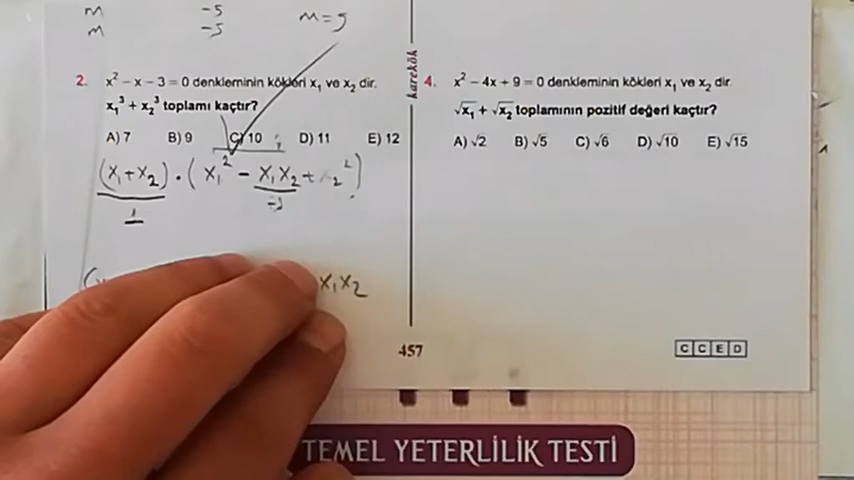 m -5 m = 5
m -5
2. x² - x - 3 = 0 denkleminin kökleri x₁ ve x₂ dir.
x₁³ + x₂³ toplamı kaçtır?
A) 7 B) 9 C) 10 D) 11 E) 12
(x₁ + x₂) · (x₁² - x₁x₂ + x₂²)
1 -3
x₁x₂
karekök
4. x² - 4x + 9 = 0 denkleminin kökleri x₁ ve x₂ dir.
√x₁ + √x₂ toplamının pozitif değeri kaçtır?
A) √2 B) √5 C) √6 D) √10 E) √15
457
C C E D
TEMEL YETERLİLİK TESTİ